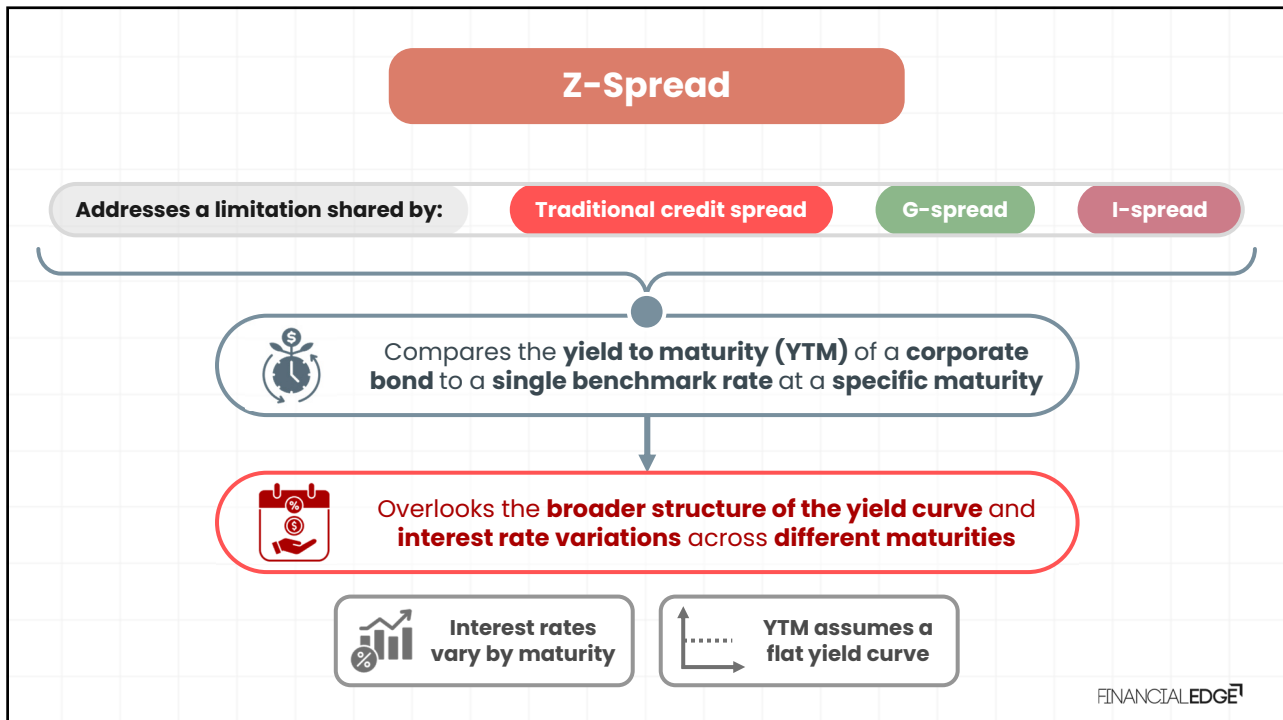 Z-Spread
Addresses a limitation shared by: Traditional credit spread G-spread I-spread
$
Compares the yield to maturity (YTM) of a corporate
bond to a single benchmark rate at a specific maturity
%
$
Overlooks the broader structure of the yield curve and
interest rate variations across different maturities
%
Interest rates
vary by maturity
YTM assumes a
flat yield curve
FINANCIALEDGE